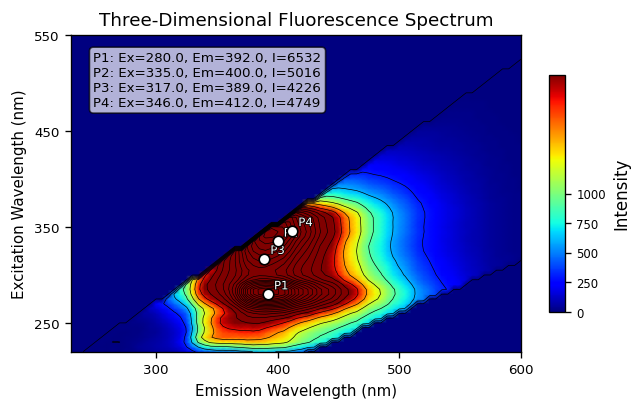 Three-Dimensional Fluorescence Spectrum
P1: Ex=280.0, Em=392.0, I=6532
P2: Ex=335.0, Em=400.0, I=5016
P3: Ex=317.0, Em=389.0, I=4226
P4: Ex=346.0, Em=412.0, I=4749
550
450
350
250
Excitation Wavelength (nm)
P4
P3
P1
300
400
500
600
Emission Wavelength (nm)
1000
750
500
250
0
Intensity